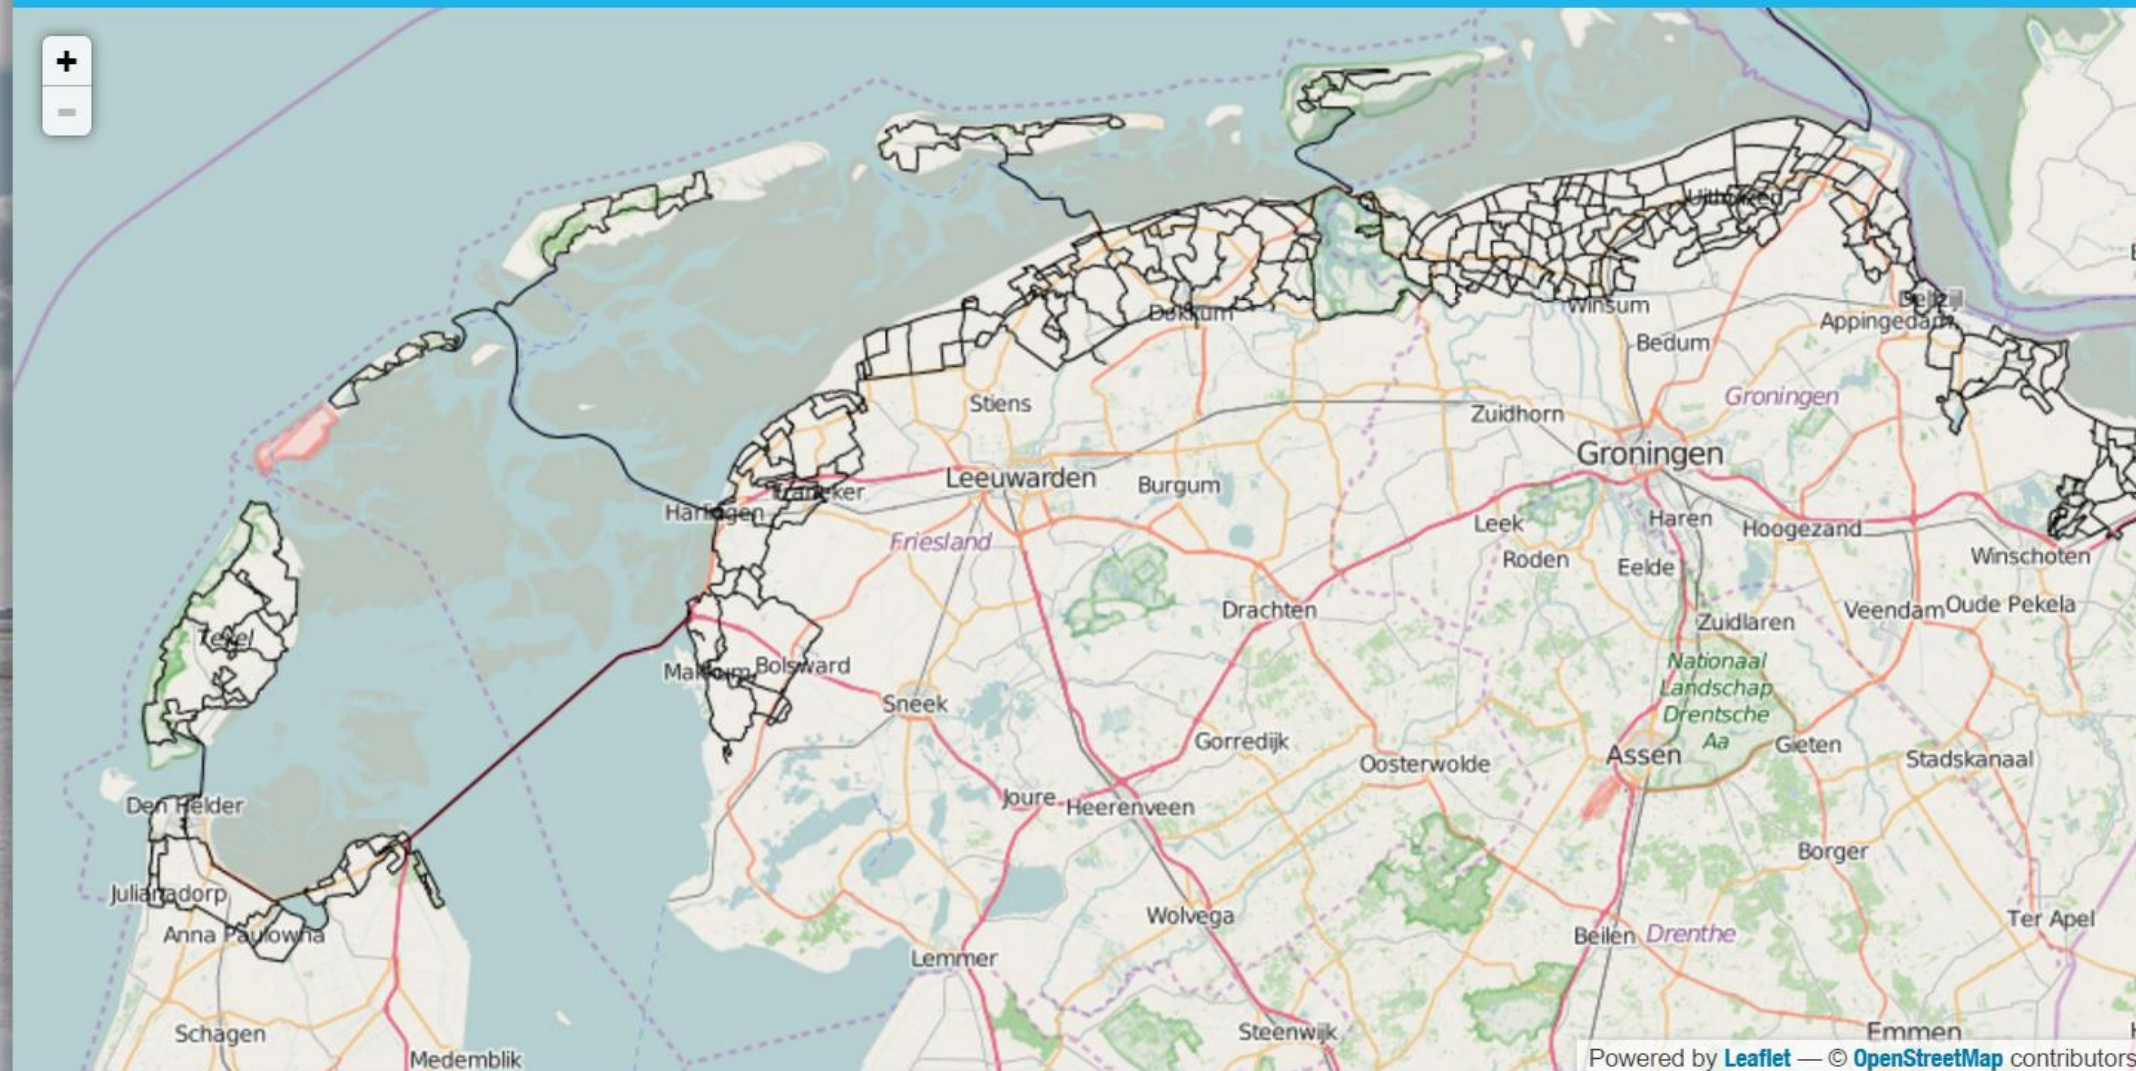 +
-
Uithuizen
Dokkum
Winsum
Delfzijl
Appingedam
Bedum
Stiens
Groningen
Zuidhorn
Groningen
Leeuwarden
Burgum
Franeker
Harlingen
Leek
Haren
Hoogezand
Friesland
Roden
Eelde
Winschoten
Drachten
Zuidlaren
Veendam
Oude Pekela
Texel
Makkum
Bolsward
Nationaal
Landschap
Drentsche
Aa
Sneek
Gorredijk
Oosterwolde
Assen
Gieten
Stadskanaal
Den Helder
Joure
Heerenveen
Borger
Julianadorp
Wolvega
Ter Apel
Anna Paulowna
Beilen
Drenthe
Lemmer
Schagen
Steenwijk
Emmen
Medemblik
Powered by Leaflet — © OpenStreetMap contributors